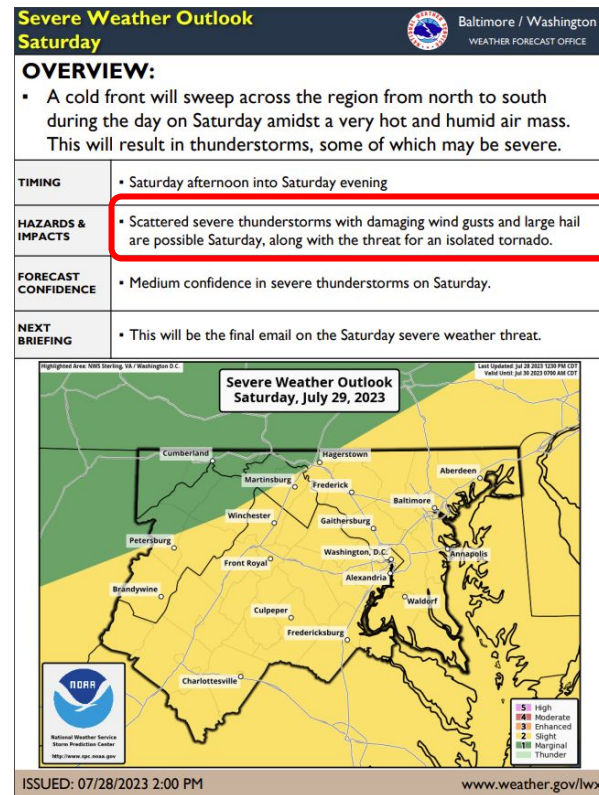 Severe Weather Outlook
Saturday
Baltimore / Washington
WEATHER FORECAST OFFICE
OVERVIEW:
▪ A cold front will sweep across the region from north to south
during the day on Saturday amidst a very hot and humid air mass.
This will result in thunderstorms, some of which may be severe.
TIMING
▪ Saturday afternoon into Saturday evening
HAZARDS &
IMPACTS
▪ Scattered severe thunderstorms with damaging wind gusts and large hail
are possible Saturday, along with the threat for an isolated tornado.
FORECAST
CONFIDENCE
▪ Medium confidence in severe thunderstorms on Saturday.
NEXT
BRIEFING
▪ This will be the final email on the Saturday severe weather threat.
Highlighted Area: NWS Sterling, VA / Washington D.C.
Last Updated: Jul 28 2023 1230 PM CDT
Valid Until: Jul 30 2023 0700 AM CDT
Severe Weather Outlook
Saturday, July 29, 2023
Cumberland
Hagerstown
Martinsburg
Frederick
Aberdeen
Baltimore
Winchester
Gaithersburg
Petersburg
Washington, D.C.
Annapolis
Front Royal
Alexandria
Brandywine
Waldorf
Culpeper
Fredericksburg
Charlottesville
NOAA
National Weather Service
Storm Prediction Center
http://www.spc.noaa.gov
5 High
4 Moderate
3 Enhanced
2 Slight
1 Marginal
Thunder
ISSUED: 07/28/2023 2:00 PM
www.weather.gov/lwx